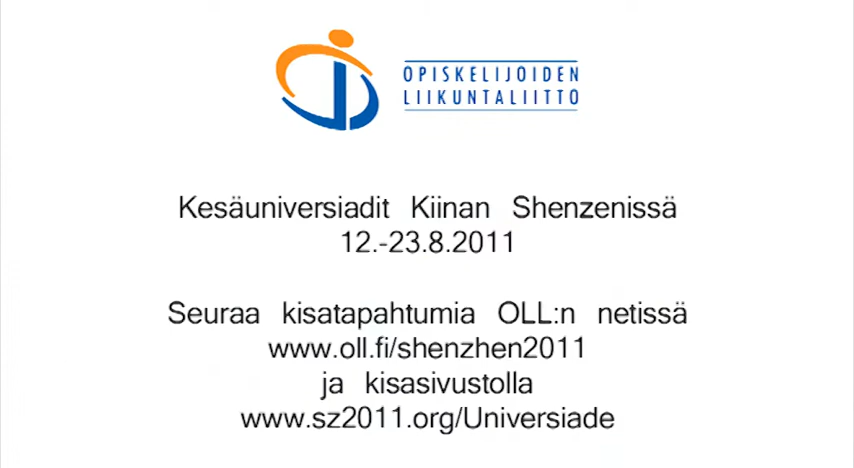 OPISKELIJOIDEN
LIIKUNTALIITTO
Kesäuniversiadit Kiinan Shenzenissä
12.-23.8.2011
Seuraa kisatapahtumia OLL:n netissä
www.oll.fi/shenzhen2011
ja kisasivustolla
www.sz2011.org/Universiade